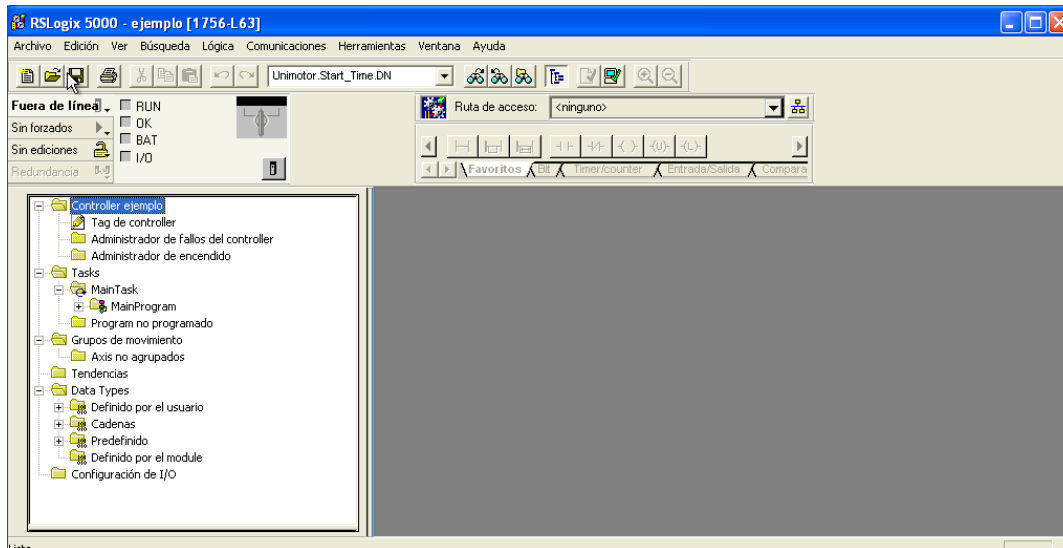 RSLogix 5000 - ejemplo [1756-L63]
Archivo Edición Ver Búsqueda Lógica Comunicaciones Herramientas Ventana Ayuda
Unimotor.Start_Time.DN
Fuera de línea
RUN
Sin forzados
OK
BAT
Sin ediciones
I/O
Redundancia
Ruta de acceso: <ninguno>
Favoritos Bit Timer/counter Entrada/Salida Compara
Controller ejemplo
Tag de controller
Administrador de fallos del controller
Administrador de encendido
Tasks
MainTask
MainProgram
Program no programado
Grupos de movimiento
Axis no agrupados
Tendencias
Data Types
Definido por el usuario
Cadenas
Predefinido
Definido por el module
Configuración de I/O